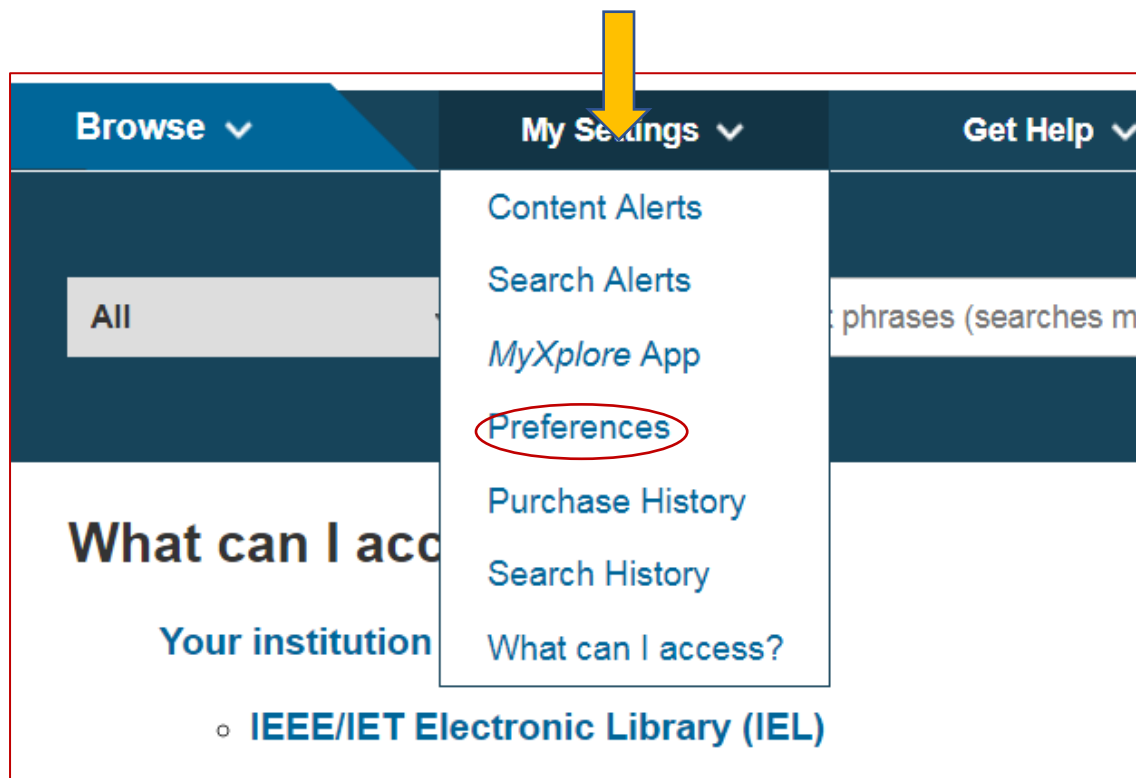 Browse
My Settings
Get Help
Content Alerts
Search Alerts
All
phrases (searches
MyXplore App
Preferences
Purchase History
What can I
Search History
Your institution
What can I access?
IEEE/IET Electronic Library (IEL)